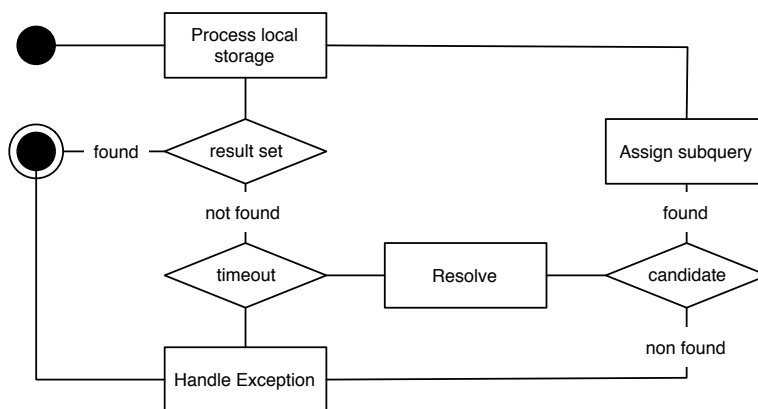 Process local
storage
found
result set
Assign subquery
not found
found
timeout
Resolve
candidate
non found
Handle Exception